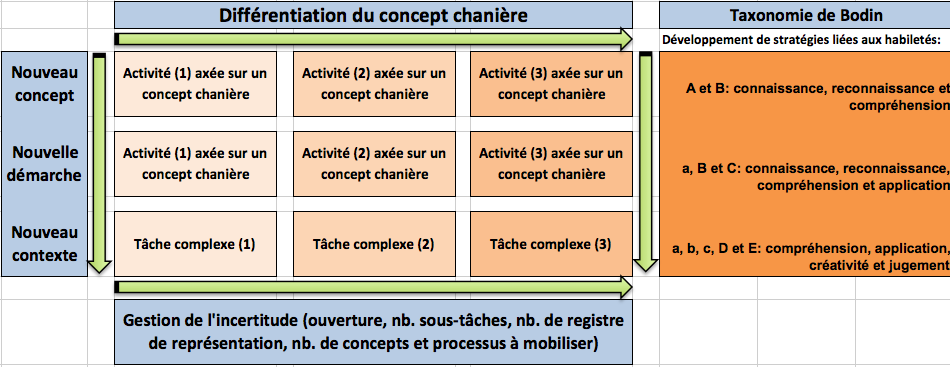 Différentiation du concept chanière
Taxonomie de Bodin
Développement de stratégies liées aux habiletés:
Nouveau
concept
Activité (1) axée sur un
concept chanière
Activité (2) axée sur un
concept chanière
Activité (3) axée sur un
concept chanière
A et B: connaissance, reconnaissance et
compréhension
Nouvelle
démarche
Activité (1) axée sur un
concept chanière
Activité (2) axée sur un
concept chanière
Activité (3) axée sur un
concept chanière
a, B et C: connaissance, reconnaissance,
compréhension et application
Nouveau
contexte
Tâche complexe (1)
Tâche complexe (2)
Tâche complexe (3)
a, b, c, D et E: compréhension, application,
créativité et jugement
Gestion de l'incertitude (ouverture, nb. sous-tâches, nb. de registre
de représentation, nb. de concepts et processus à mobiliser)